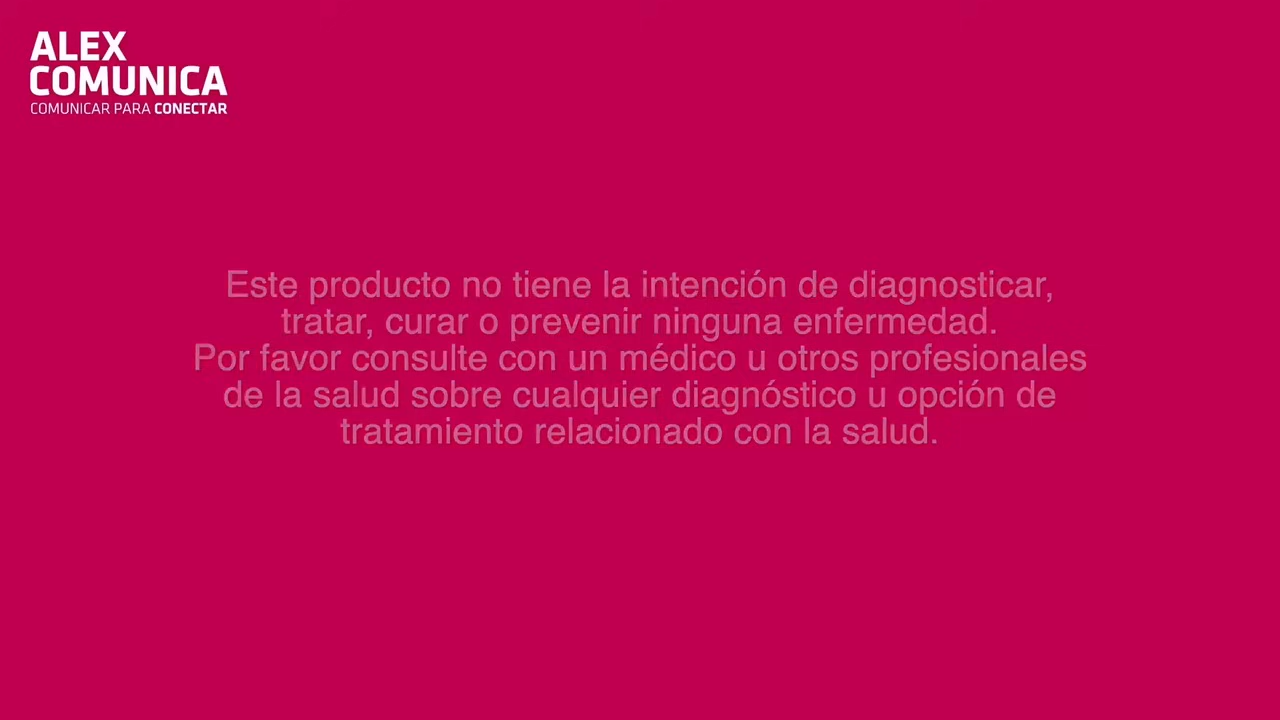 ALEX
COMUNICA
COMUNICAR PARA CONECTAR
Este producto no tiene la intención de diagnosticar,
tratar, curar o prevenir ninguna enfermedad.
Por favor consulte con un médico u otros profesionales
de la salud sobre cualquier diagnóstico u opción de
tratamiento relacionado con la salud.